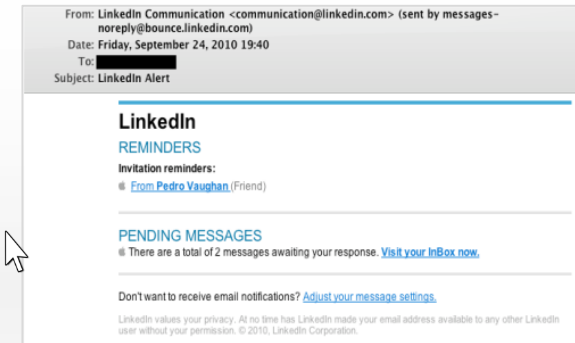 From: LinkedIn Communication <communication@linkedin.com> (sent by messages-
noreply@bounce.linkedin.com)
Date: Friday, September 24, 2010 19:40
To:
Subject: LinkedIn Alert
LinkedIn
REMINDERS
Invitation reminders:
From Pedro Vaughan (Friend)
PENDING MESSAGES
There are a total of 2 messages awaiting your response. Visit your InBox now.
Don't want to receive email notifications? Adjust your message settings.
LinkedIn values your privacy. At no time has LinkedIn made your email address available to any other LinkedIn
user without your permission. © 2010, LinkedIn Corporation.